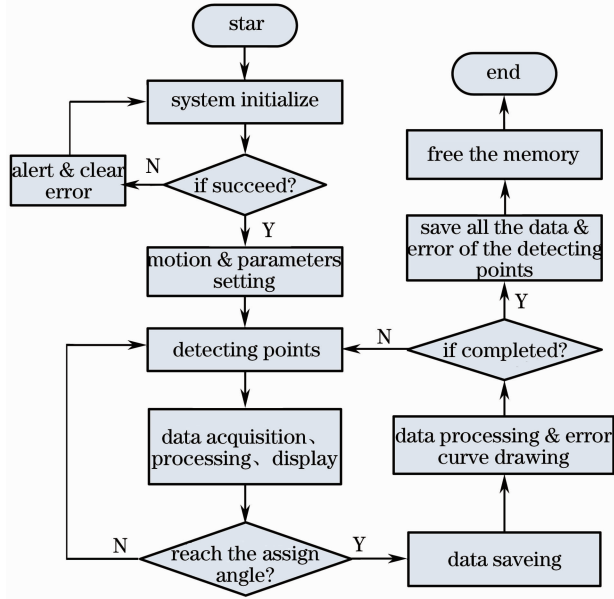 star
system initialize
alert & clear
error
N
if succeed?
Y
motion & parameters
setting
detecting points
data acquisition、
processing、display
N
reach the assign
angle?
Y
data saveing
data processing & error
curve drawing
if completed?
N
Y
save all the data &
error of the detecting
points
free the memory
end